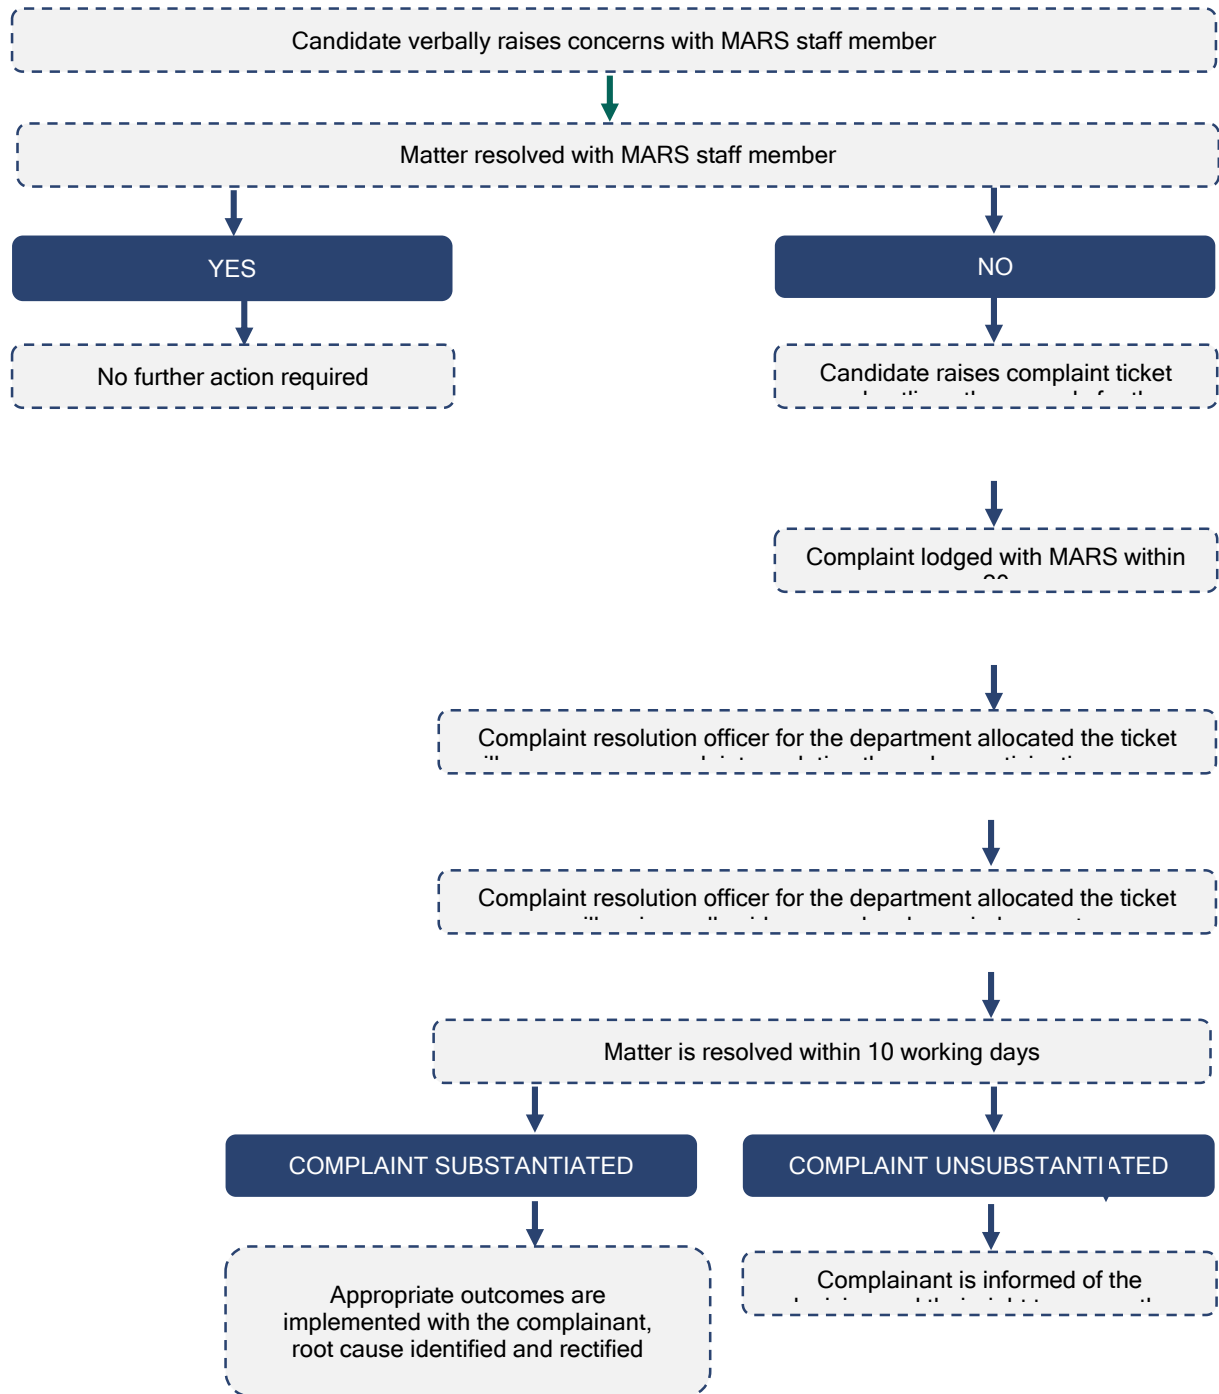 Candidate verbally raises concerns with MARS staff member
Matter resolved with MARS staff member
YES
NO
No further action required
Candidate raises complaint ticket
Complaint lodged with MARS within
Complaint resolution officer for the department allocated the ticket
Complaint resolution officer for the department allocated the ticket
Matter is resolved within 10 working days
COMPLAINT SUBSTANTIATED
COMPLAINT UNSUBSTANTIATED
Appropriate outcomes are
implemented with the complainant,
root cause identified and rectified
Complainant is informed of the